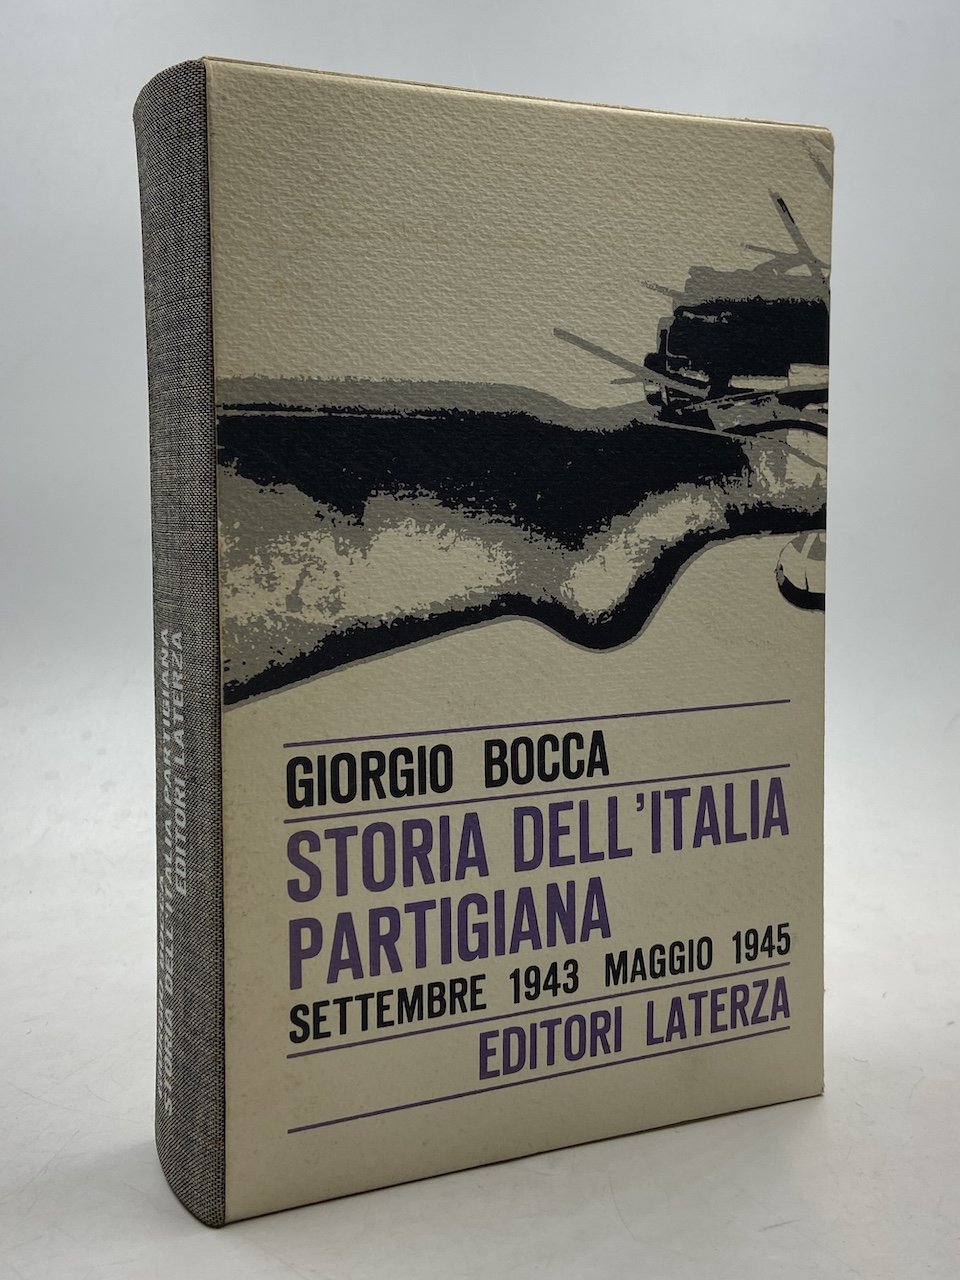 GIORGIO BOCCA
STORIA DELL'ITALIA
PARTIGIANA
SETTEMBRE 1943 MAGGIO 1945
EDITORI LATERZA
STORIA DELL'ITALIA PARTIGIANA
EDITORI LATERZA